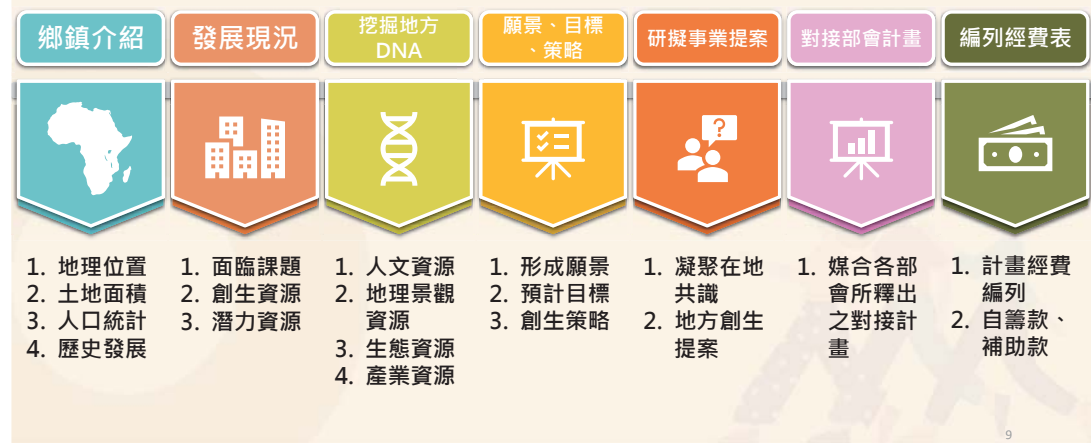 鄉鎮介紹
發展現況
挖掘地方
DNA
願景、目標
、策略
研擬事業提案
對接部會計畫
編列經費表
?
1. 地理位置
2. 土地面積
3. 人口統計
4. 歷史發展
1. 面臨課題
2. 創生資源
3. 潛力資源
1. 人文資源
2. 地理景觀
資源
3. 生態資源
4. 產業資源
1. 形成願景
2. 預計目標
3. 創生策略
1. 凝聚在地
共識
2. 地方創生
提案
1. 媒合各部
會所釋出
之對接計
畫
1. 計畫經費
編列
2. 自籌款、
補助款
9